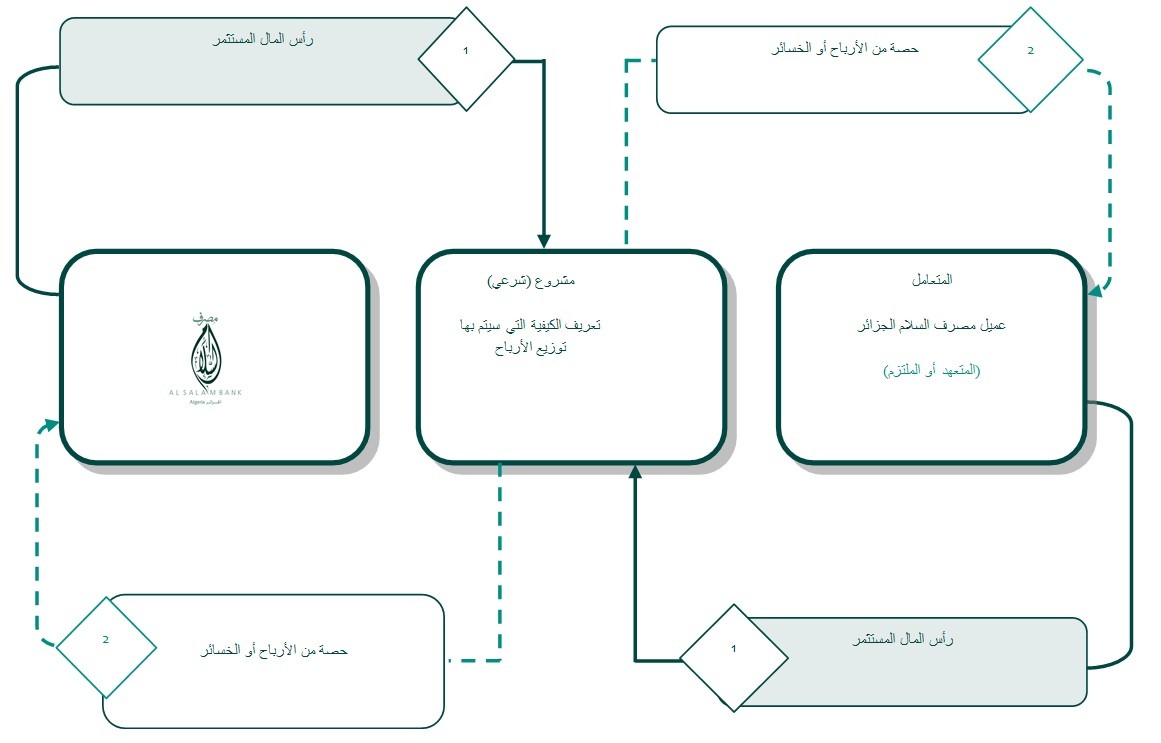 رأس المال المستثمر
1
حصة من الأرباح أو الخسائر
2
مصرف
السلام
AL SALAM BANK
Algeria الجزائر
مشروع (شرعي)
تعريف الكيفية التي سيتم بها
توزيع الأرباح
المتعامل
عميل مصرف السلام الجزائر
(المتعهد أو الملتزم)
2
حصة من الأرباح أو الخسائر
1
رأس المال المستثمر